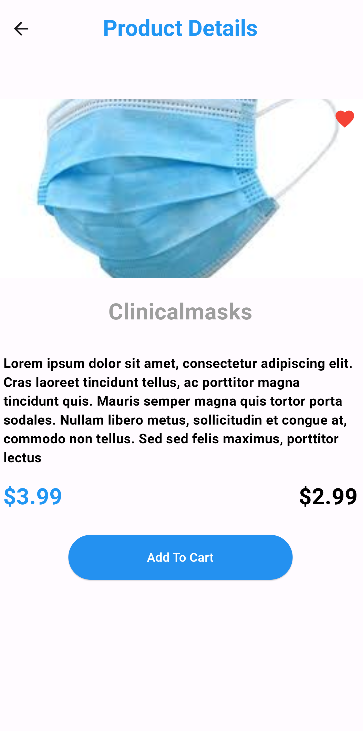 Product Details
Clinicalmasks
Lorem ipsum dolor sit amet, consectetur adipiscing elit.
Cras laoreet tincidunt tellus, ac porttitor magna
tincidunt quis. Mauris semper magna quis tortor porta
sodales. Nullam libero metus, sollicitudin et congue at,
commodo non tellus. Sed sed felis maximus, porttitor
lectus
$3.99 $2.99
Add To Cart